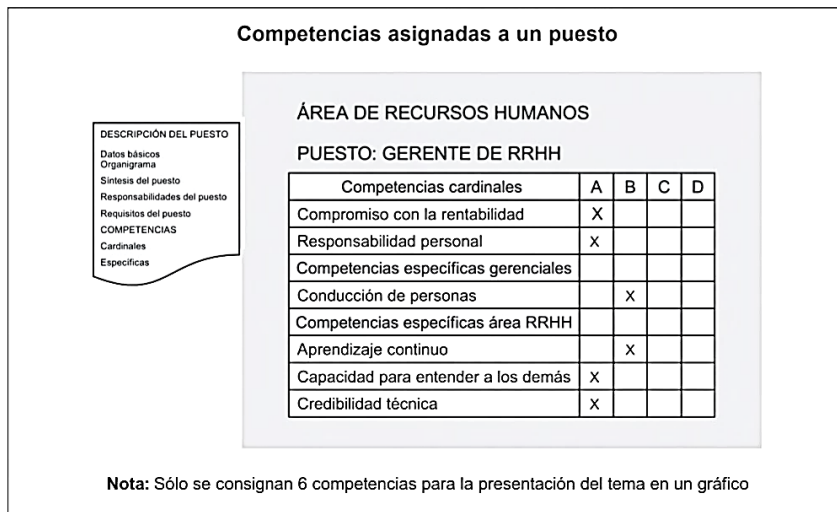 Competencias asignadas a un puesto
DESCRIPCIÓN DEL PUESTO
Datos básicos
Organigrama
Síntesis del puesto
Responsabilidades del puesto
Requisitos del puesto
COMPETENCIAS
Cardinales
Específicas
ÁREA DE RECURSOS HUMANOS
PUESTO: GERENTE DE RRHH
Competencias cardinales A B C D
Compromiso con la rentabilidad X
Responsabilidad personal X
Competencias específicas gerenciales
Conducción de personas X
Competencias específicas área RRHH
Aprendizaje continuo X
Capacidad para entender a los demás X
Credibilidad técnica X
Nota: Sólo se consignan 6 competencias para la presentación del tema en un gráfico